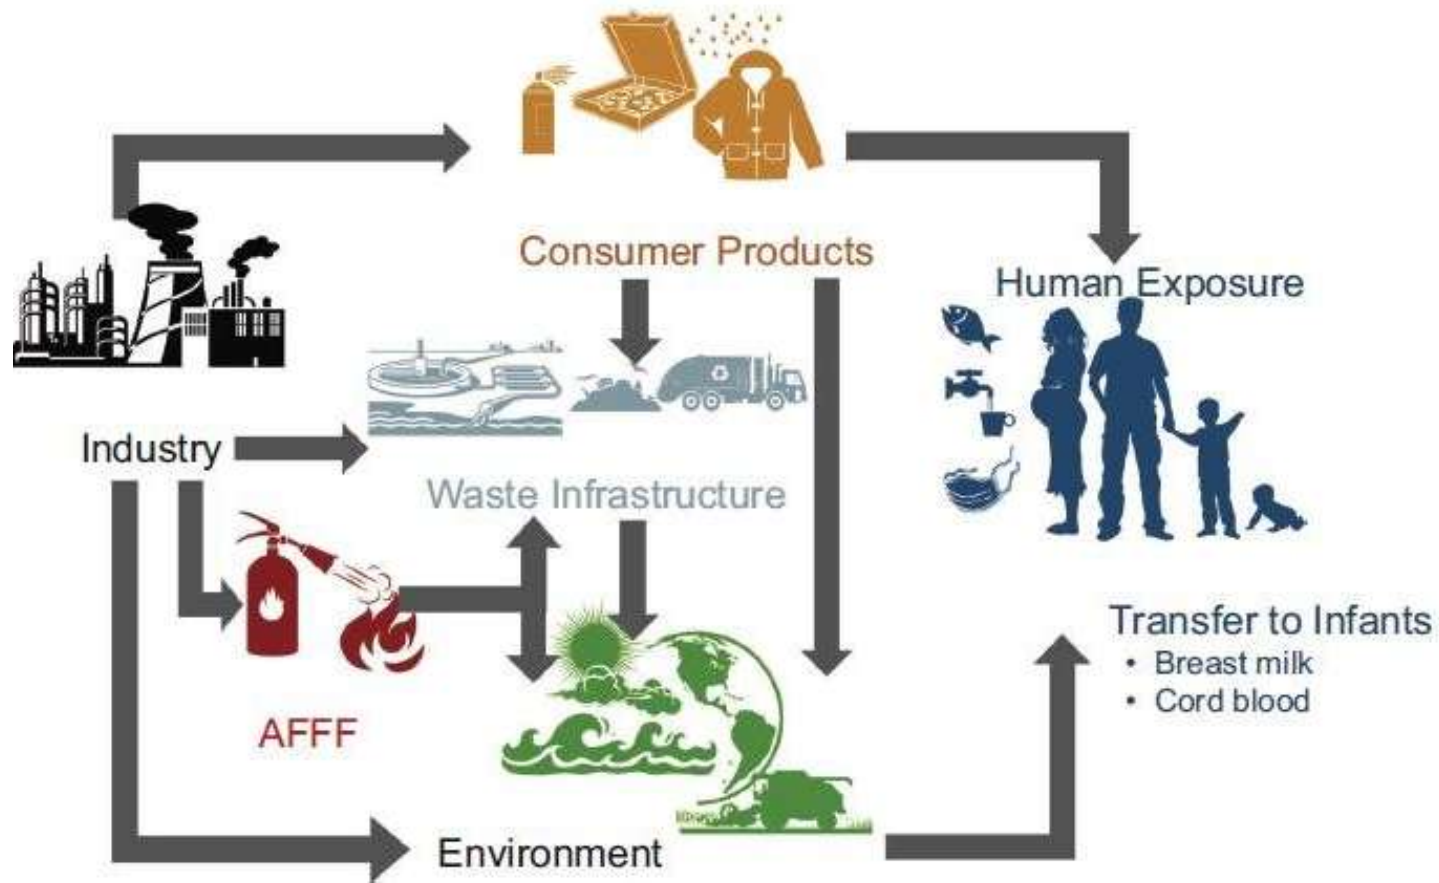 Consumer Products
Human Exposure
Industry
Waste Infrastructure
Transfer to Infants
• Breast milk
• Cord blood
AFFF
Environment